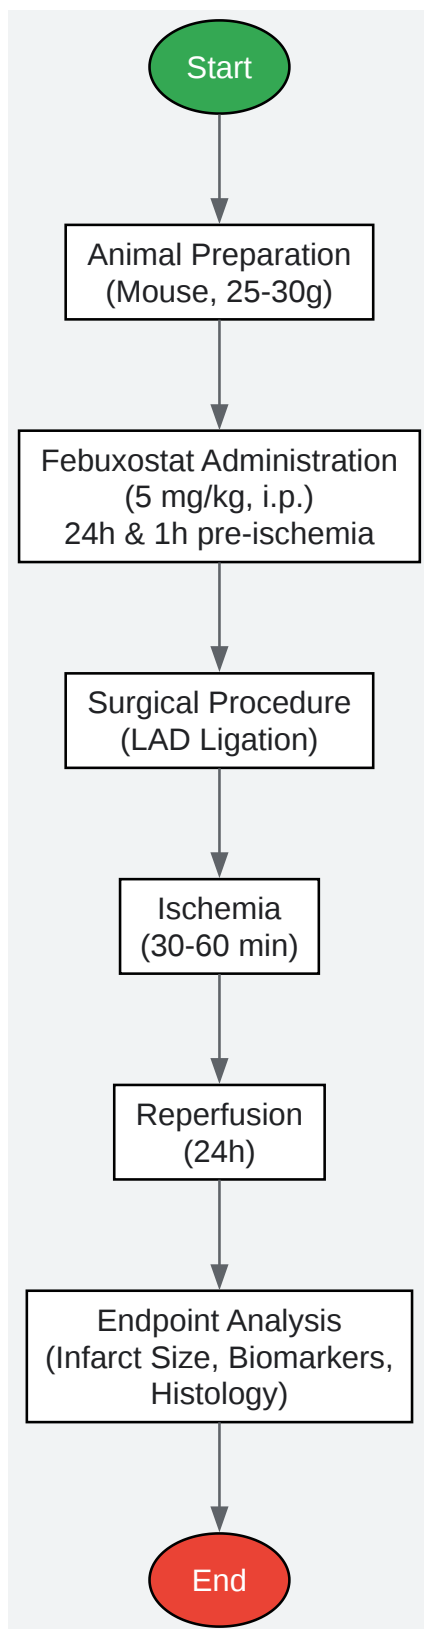 Start
Animal Preparation
(Mouse, 25-30g)
Febuxostat Administration
(5 mg/kg, i.p.)
24h & 1h pre-ischemia
Surgical Procedure
(LAD Ligation)
Ischemia
(30-60 min)
Reperfusion
(24h)
Endpoint Analysis
(Infarct Size, Biomarkers,
Histology)
End